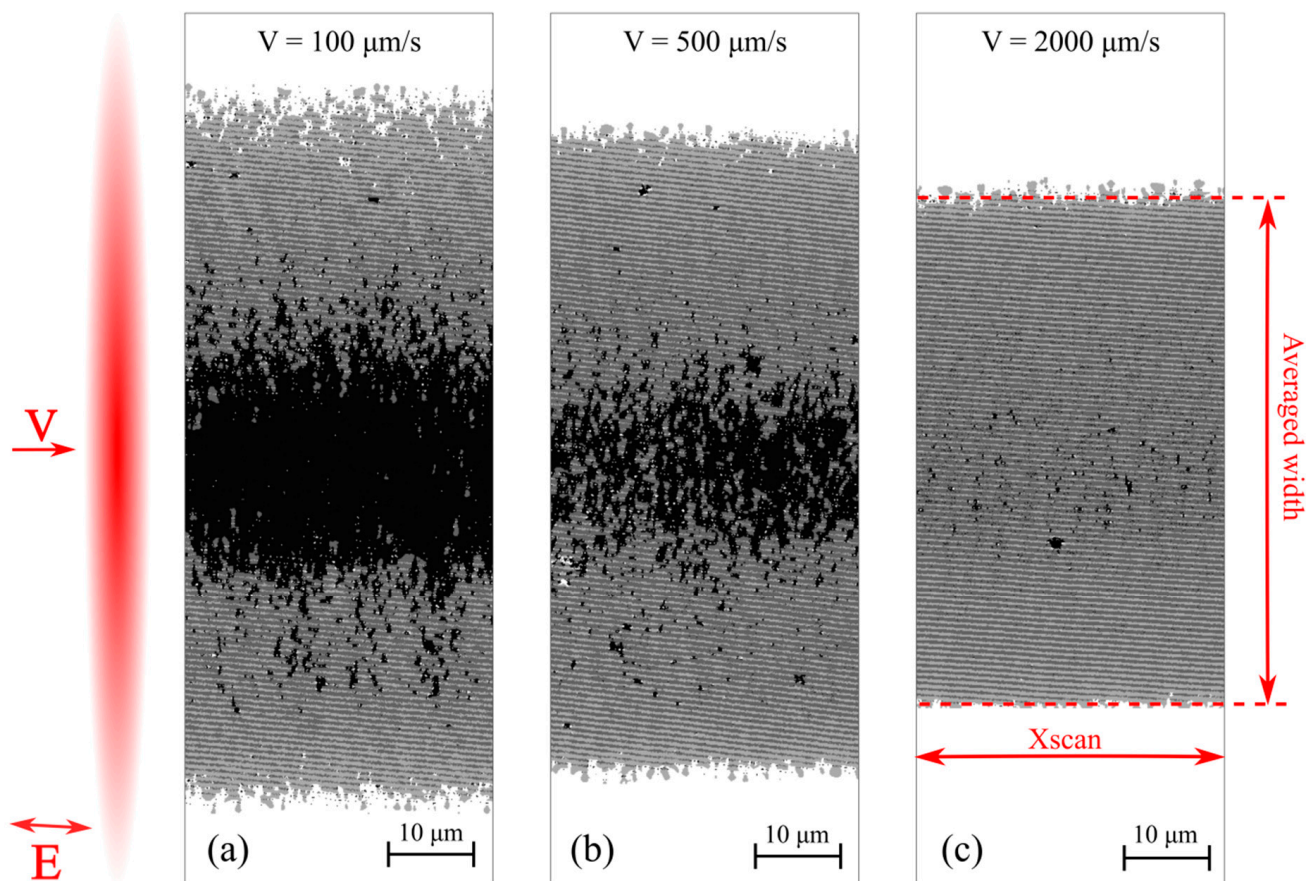 V = 100 μm/s
V = 500 μm/s
V = 2000 μm/s
V
E
Averaged width
Xscan
(a)
10 μm
(b)
10 μm
(c)
10 μm